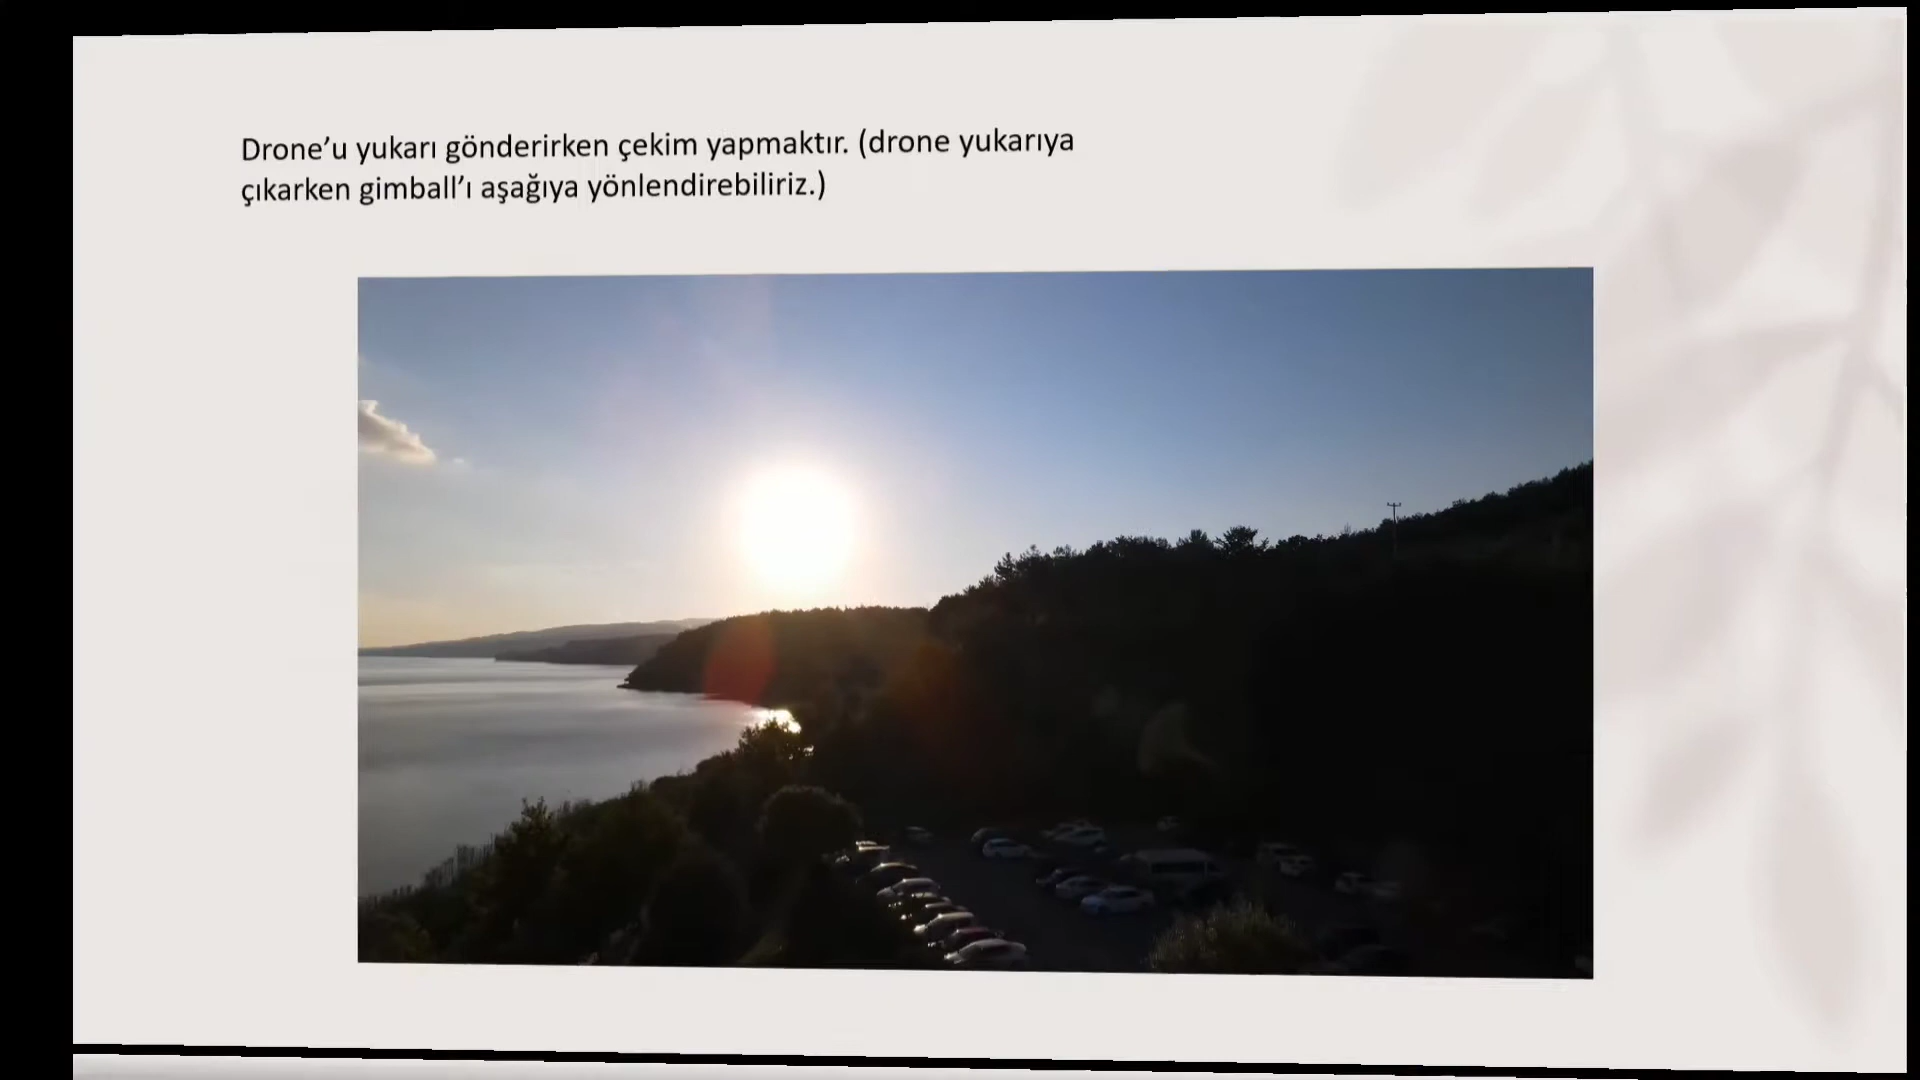 Drone’u yukarı gönderirken çekim yapmaktır. (drone yukarıya
çıkarken gimball’ı aşağıya yönlendirebiliriz.)